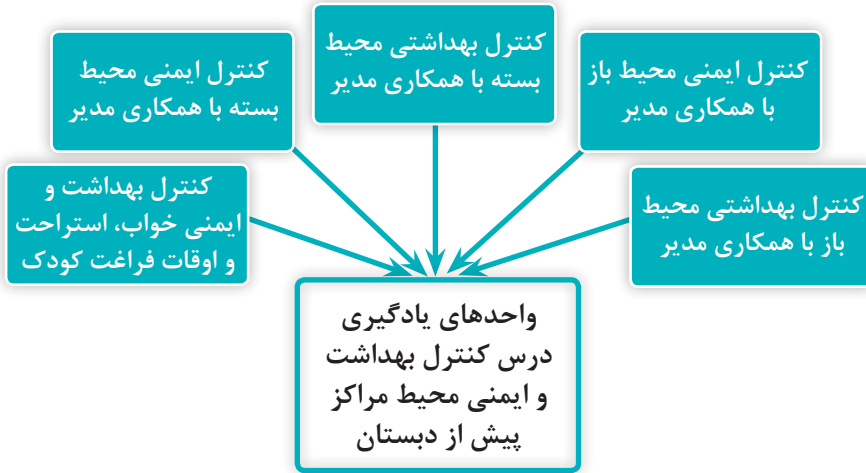 کنترل بهداشتی محیط
باز با همکاری مدیر
کنترل ایمنی محیط باز
با همکاری مدیر
کنترل بهداشتی محیط
بسته با همکاری مدیر
کنترل ایمنی محیط
بسته با همکاری مدیر
کنترل بهداشت و
ایمنی خواب، استراحت
و اوقات فراغت کودک
واحدهای یادگیری
درس کنترل بهداشت
و ایمنی محیط مراکز
پیش از دبستان